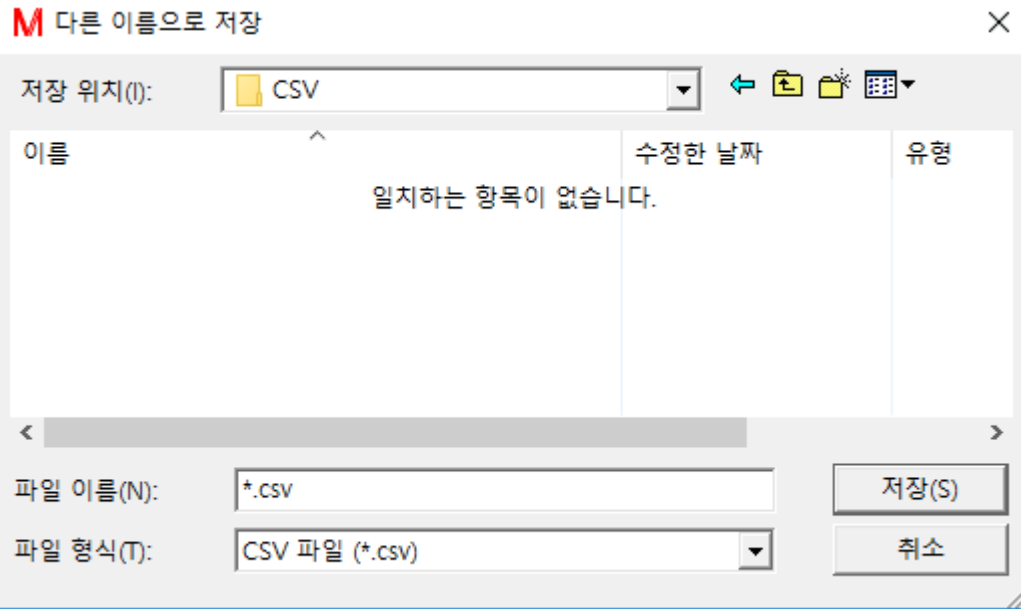 M 다른 이름으로 저장
저장 위치(I): CSV
이름 수정한 날짜 유형
일치하는 항목이 없습니다.
파일 이름(N): *.csv 저장(S)
파일 형식(T): CSV 파일 (*.csv) 취소